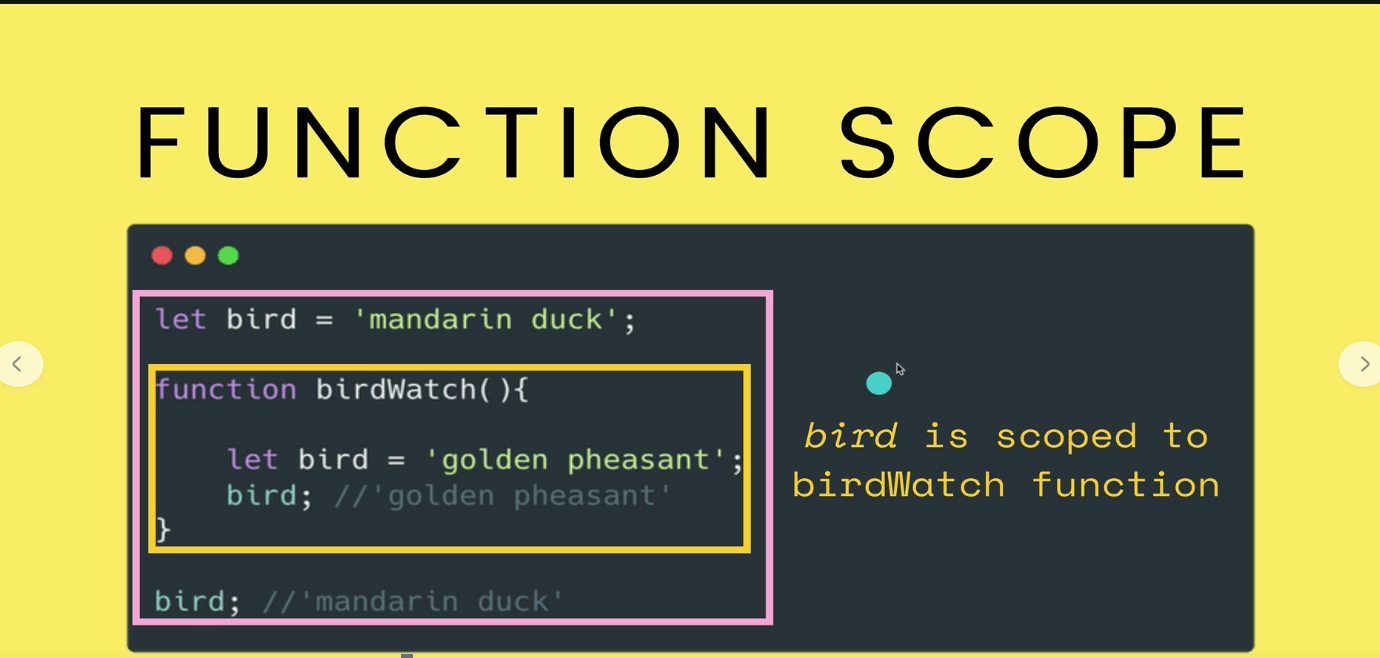 FUNCTION SCOPE
let bird = 'mandarin duck';
function birdWatch(){
let bird = 'golden pheasant';
bird; //'golden pheasant'
}
bird; //'mandarin duck'
bird is scoped to
birdWatch function